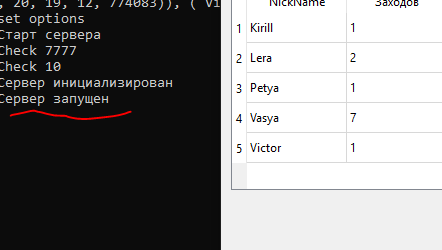 , 20, 19, 12, 774083)), ( Vi
set options
Старт сервера
Check 7777
Check 10
Сервер инициализирован
Сервер запущен
NickName Заходов
1 Kirill 1
2 Lera 2
3 Petya 1
4 Vasya 7
5 Victor 1